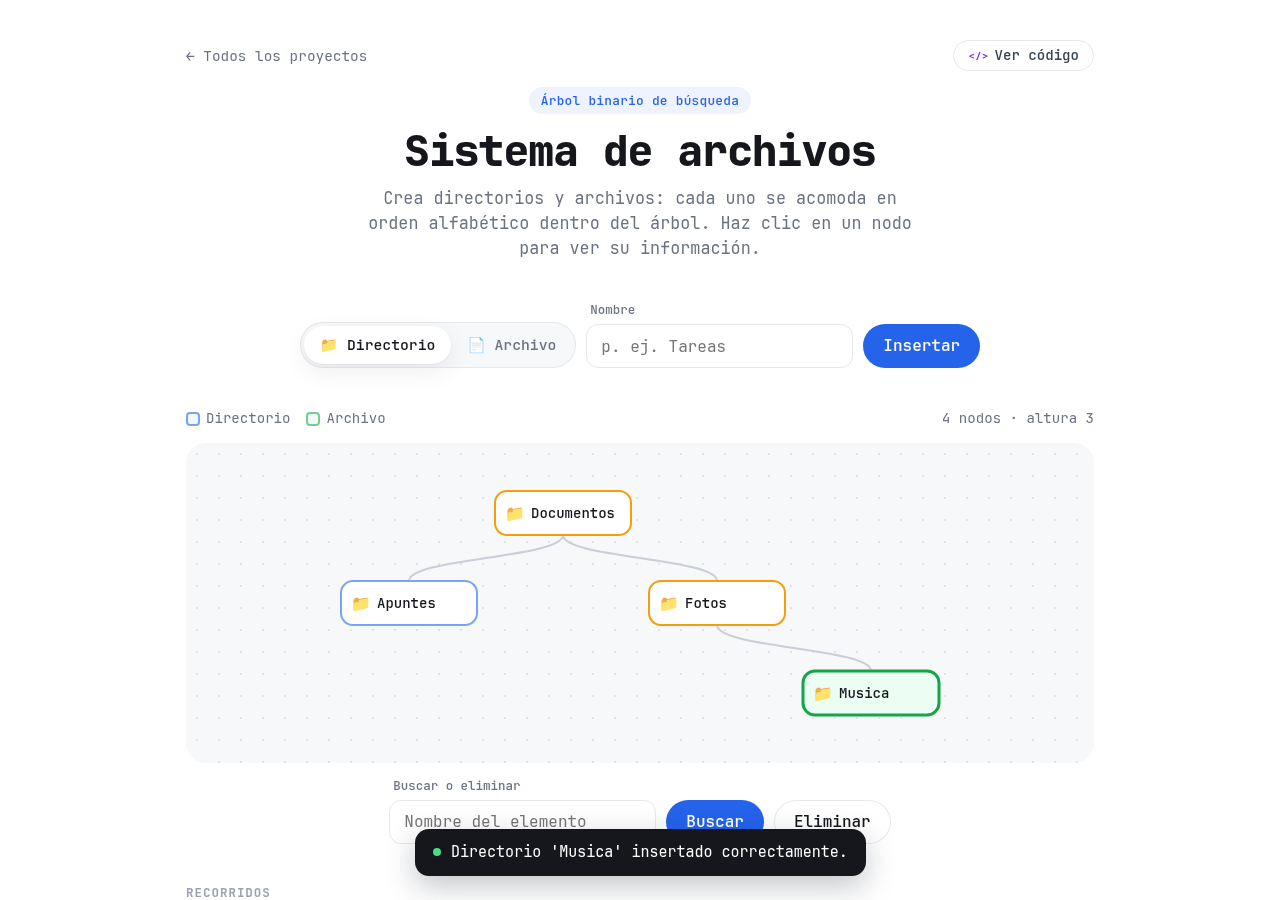 ← Todos los proyectos
</> Ver código
Árbol binario de búsqueda
Sistema de archivos
Crea directorios y archivos: cada uno se acomoda en
orden alfabético dentro del árbol. Haz clic en un nodo
para ver su información.
Nombre
Directorio
Archivo
p. ej. Tareas
Insertar
Directorio
Archivo
4 nodos · altura 3
Documentos
Apuntes
Fotos
Musica
Buscar o eliminar
Nombre del elemento
Buscar
Eliminar
Directorio 'Musica' insertado correctamente.
RECORRIDOS